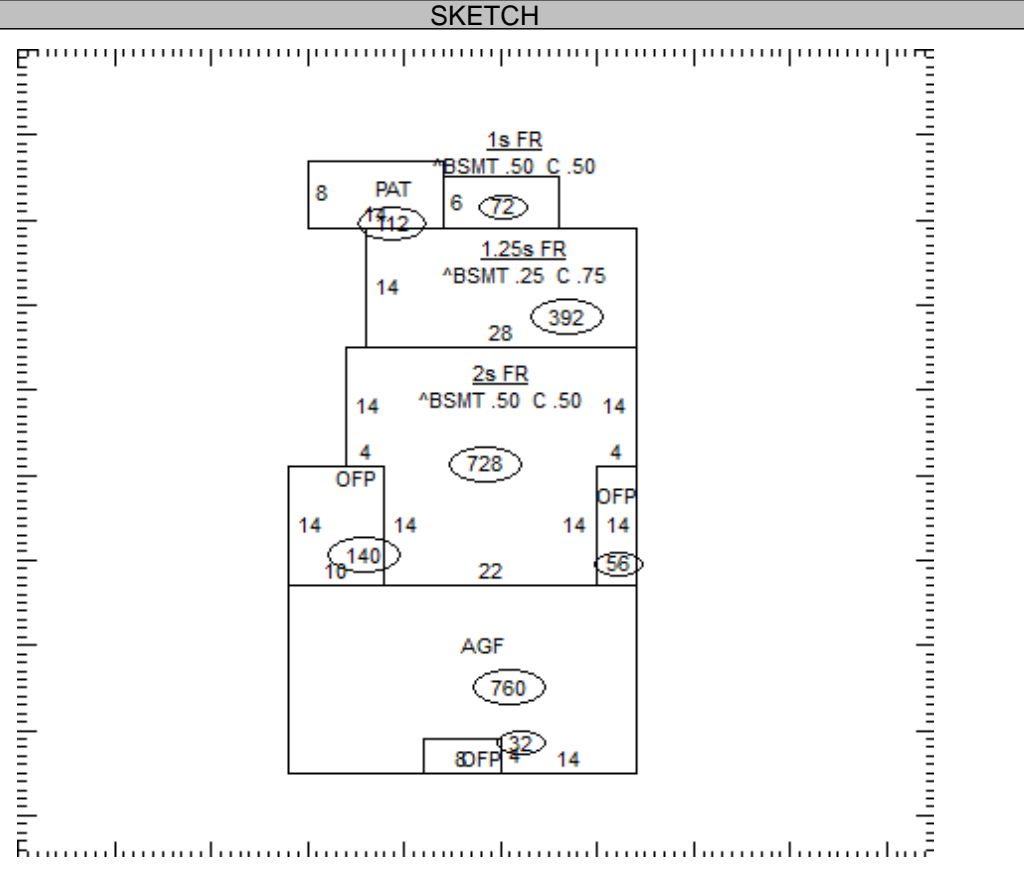 SKETCH
1s FR
^BSMT .50 C .50
8
PAT
14
112
6
72
1.25s FR
^BSMT .25 C .75
14
392
28
2s FR
^BSMT .50 C .50
14
14
4
4
728
OFP
OFP
14
14
14
14
140
10
56
22
AGF
760
32
8
OFP
4
14